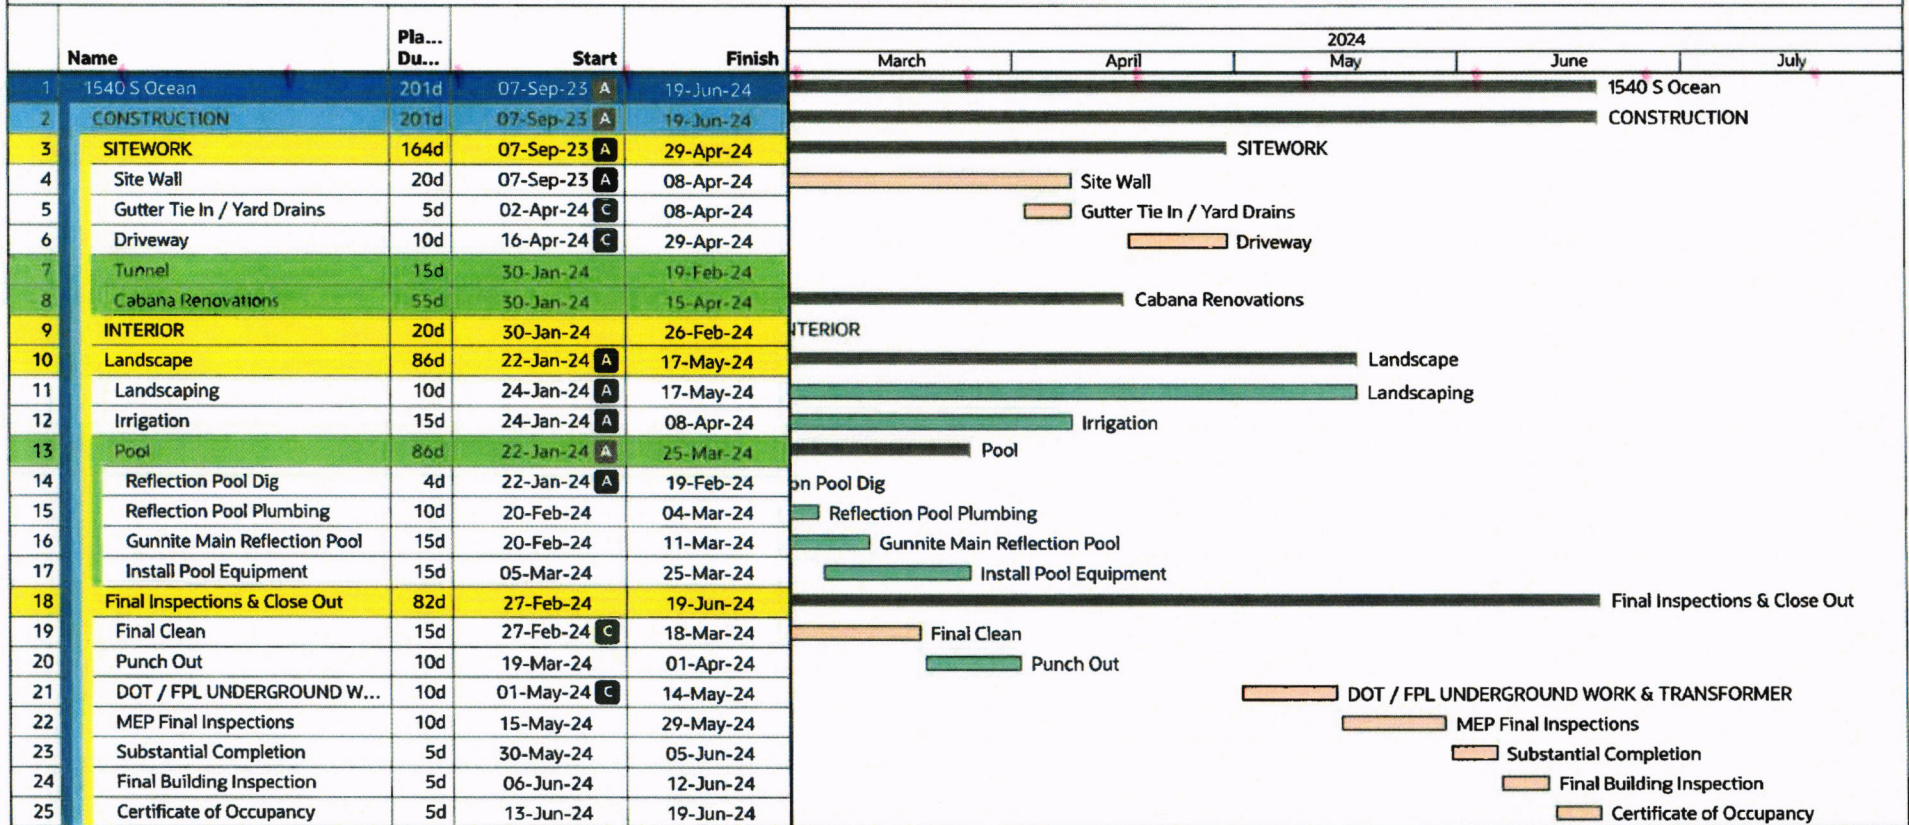 2024
Name Pla... Du... Start Finish March April May June July
1 1540 S Ocean 201d 07-Sep-23 A 19-Jun-24 1540 S Ocean
2 CONSTRUCTION 201d 07-Sep-23 A 19-Jun-24 CONSTRUCTION
3 SITEWORK 164d 07-Sep-23 A 29-Apr-24 SITEWORK
4 Site Wall 20d 07-Sep-23 A 08-Apr-24 Site Wall
5 Gutter Tie In / Yard Drains 5d 02-Apr-24 C 08-Apr-24 Gutter Tie In / Yard Drains
6 Driveway 10d 16-Apr-24 C 29-Apr-24 Driveway
7 Tunnel 15d 30-Jan-24 19-Feb-24
8 Cabana Renovations 55d 30-Jan-24 15-Apr-24 Cabana Renovations
9 INTERIOR 20d 30-Jan-24 26-Feb-24 NTERIOR
10 Landscape 86d 22-Jan-24 A 17-May-24 Landscape
11 Landscaping 10d 24-Jan-24 A 17-May-24 Landscaping
12 Irrigation 15d 24-Jan-24 A 08-Apr-24 Irrigation
13 Pool 86d 22-Jan-24 A 25-Mar-24 Pool
14 Reflection Pool Dig 4d 22-Jan-24 A 19-Feb-24 on Pool Dig
15 Reflection Pool Plumbing 10d 20-Feb-24 04-Mar-24 Reflection Pool Plumbing
16 Gunnite Main Reflection Pool 15d 20-Feb-24 11-Mar-24 Gunnite Main Reflection Pool
17 Install Pool Equipment 15d 05-Mar-24 25-Mar-24 Install Pool Equipment
18 Final Inspections & Close Out 82d 27-Feb-24 19-Jun-24 Final Inspections & Close Out
19 Final Clean 15d 27-Feb-24 C 18-Mar-24 Final Clean
20 Punch Out 10d 19-Mar-24 01-Apr-24 Punch Out
21 DOT / FPL UNDERGROUND W... 10d 01-May-24 C 14-May-24 DOT / FPL UNDERGROUND WORK & TRANSFORMER
22 MEP Final Inspections 10d 15-May-24 29-May-24 MEP Final Inspections
23 Substantial Completion 5d 30-May-24 05-Jun-24 Substantial Completion
24 Final Building Inspection 5d 06-Jun-24 12-Jun-24 Final Building Inspection
25 Certificate of Occupancy 5d 13-Jun-24 19-Jun-24 Certificate of Occupancy